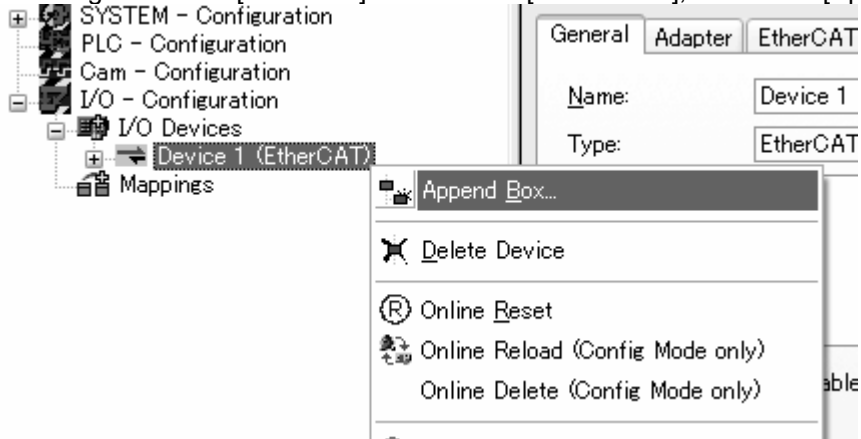 SYSTEM - Configuration
PLC - Configuration
Cam - Configuration
I/O - Configuration
I/O Devices
Device 1 (EtherCAT)
Mappings
General Adapter EtherCAT
Name: Device 1
Type: EtherCAT
Append Box...
Delete Device
Online Reset
Online Reload (Config Mode only)
Online Delete (Config Mode only)